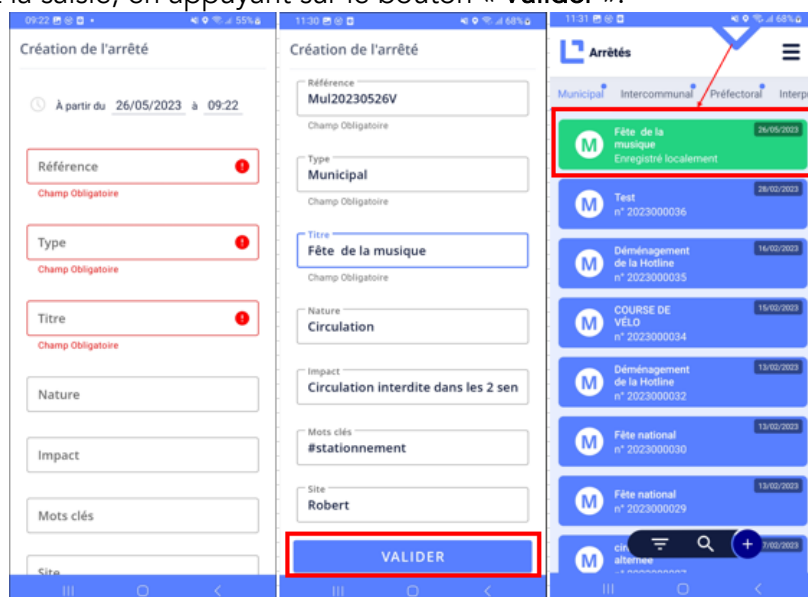 la saisie, en appuyant sur le bouton « Valider ».
09:22
55%
Création de l'arrêté
À partir du 26/05/2023 à 09:22
Référence
Champ Obligatoire
Type
Champ Obligatoire
Titre
Champ Obligatoire
Nature
Impact
Mots clés
Site
11:30
68%
Création de l'arrêté
Référence
Mul20230526V
Champ Obligatoire
Type
Municipal
Champ Obligatoire
Titre
Fête de la musique
Champ Obligatoire
Nature
Circulation
Impact
Circulation interdite dans les 2 sen
Mots clés
#stationnement
Site
Robert
VALIDER
11:31
68%
Arrêtés
Municipal Intercommunal Préfectoral Interp
M
Fête de la
musique
Enregistré localement
26/05/2023
M
Test
n° 2023000036
28/02/2023
M
Déménagement
de la Hotline
n° 2023000035
16/02/2023
M
COURSE DE
VÉLO
n° 2023000034
15/02/2023
M
Déménagement
de la Hotline
n° 2023000032
13/02/2023
M
Fête national
n° 2023000030
13/02/2023
M
Fête national
n° 2023000029
13/02/2023
M
alternée
7/02/2023